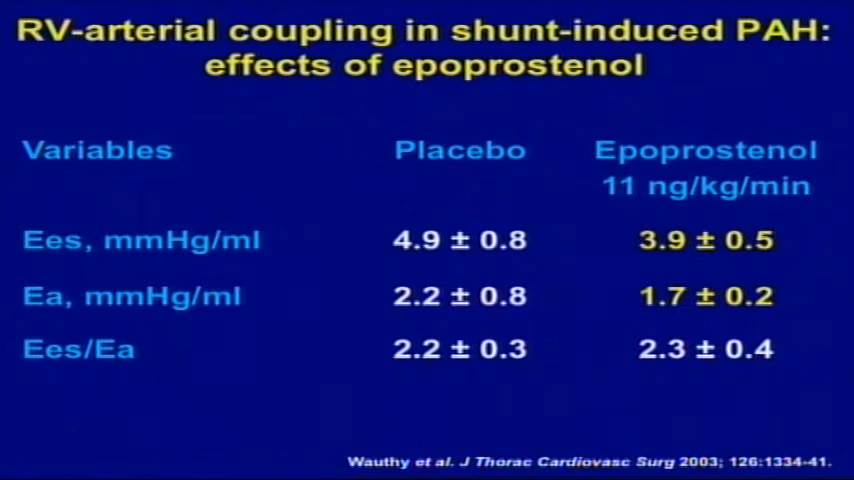 RV-arterial coupling in shunt-induced PAH:
effects of epoprostenol
Variables Placebo Epoprostenol
11 ng/kg/min
Ees, mmHg/ml 4.9 ± 0.8 3.9 ± 0.5
Ea, mmHg/ml 2.2 ± 0.8 1.7 ± 0.2
Ees/Ea 2.2 ± 0.3 2.3 ± 0.4
Wauthy et al. J Thorac Cardiovasc Surg 2003; 126:1334-41.